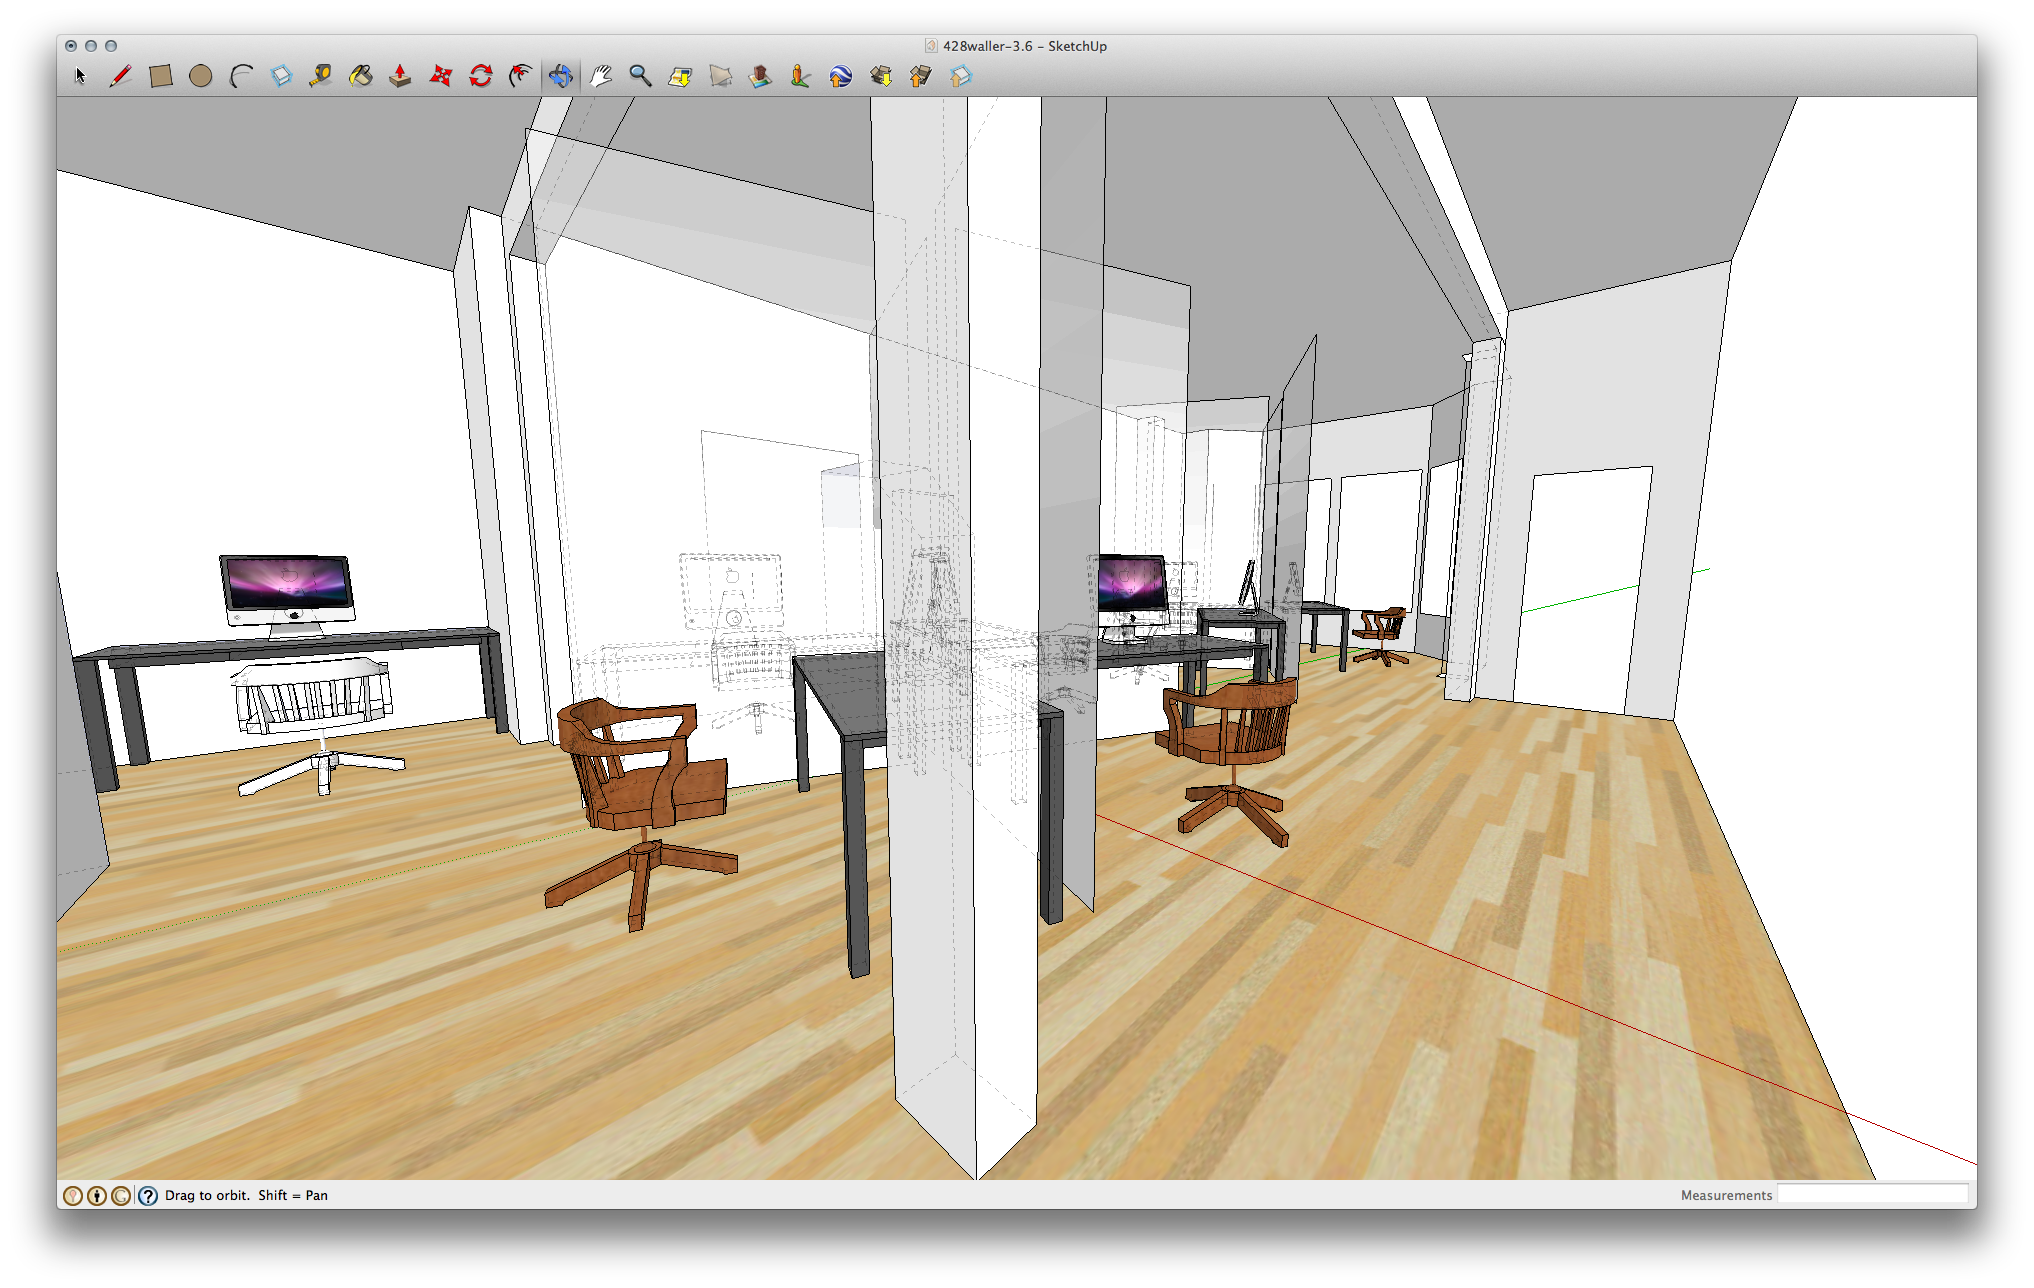 428waller-3.6 – SketchUp
Drag to orbit. Shift = Pan
Measurements